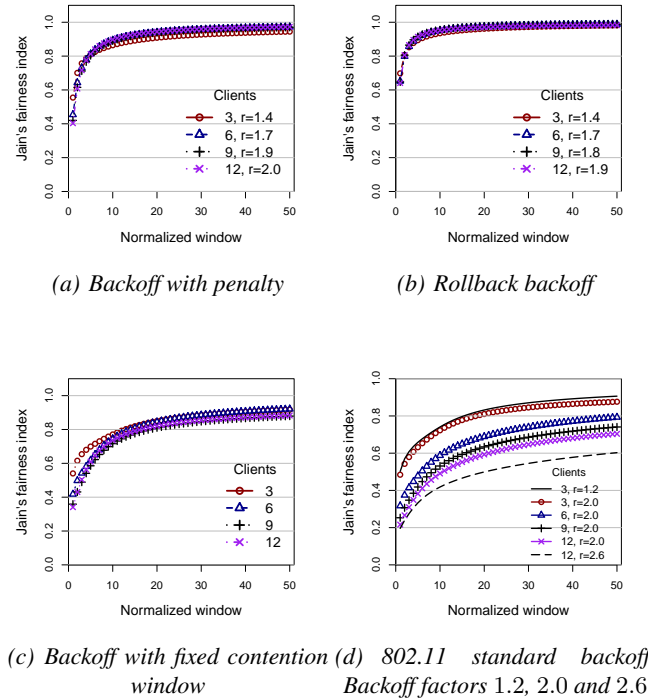 Jain's fairness index
0.0 0.2 0.4 0.6 0.8 1.0
Clients
3, r=1.4
6, r=1.7
9, r=1.9
12, r=2.0
0 10 20 30 40 50
Normalized window
(a) Backoff with penalty
Jain's fairness index
0.0 0.2 0.4 0.6 0.8 1.0
Clients
3, r=1.4
6, r=1.7
9, r=1.8
12, r=1.9
0 10 20 30 40 50
Normalized window
(b) Rollback backoff
Jain's fairness index
0.0 0.2 0.4 0.6 0.8 1.0
Clients
3
6
9
12
0 10 20 30 40 50
Normalized window
(c) Backoff with fixed contention
window
Jain's fairness index
0.0 0.2 0.4 0.6 0.8 1.0
Clients
3, r=1.2
3, r=2.0
6, r=2.0
9, r=2.0
12, r=2.0
12, r=2.6
0 10 20 30 40 50
Normalized window
(d) 802.11 standard backoff
Backoff factors 1.2, 2.0 and 2.6